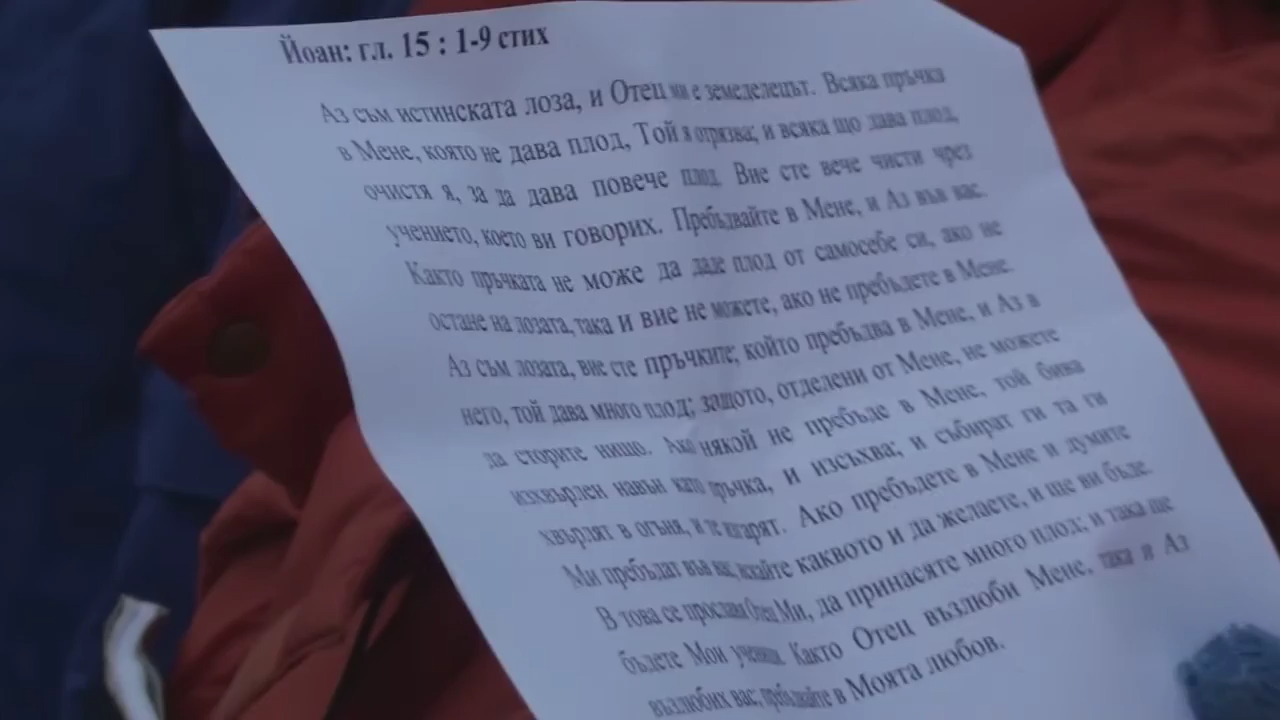 Йоан: гл. 15 : 1-9 стих
Аз съм истинската лоза, и Отец ми е земеделецът. Всяка пръчка
в Мене, която не дава плод, Той я отрязва; и всяка що дава плод,
очистя я, за да дава повече плод. Вие сте вече чисти чрез
учението, което ви говорих. Пребъдвайте в Мене, и Аз във вас.
Както пръчката не може да даде плод от самосебе си, ако не
остане на лозата, така и вие не можете, ако не пребъдете в Мене.
Аз съм лозата, вие сте пръчките; който пребъдва в Мене, и Аз в
него, той дава много плод; защото, отделени от Мене, не можете
да сторите нищо. Ако някой не пребъде в Мене, той бива
изхвърлен навън като пръчка, и изсъхва; и събират ги та ги
хвърлят в огъня, и те изгарят. Ако пребъдете в Мене и думите
Ми пребъдат във вас, искайте каквото и да желаете, и ще ви бъде.
В това се прославя Отец Ми, да принасяте много плод; и така ще
бъдете Мои ученици. Както Отец възлюби Мене, така и Аз
възлюбих вас; пребъдвайте в Моята любов.